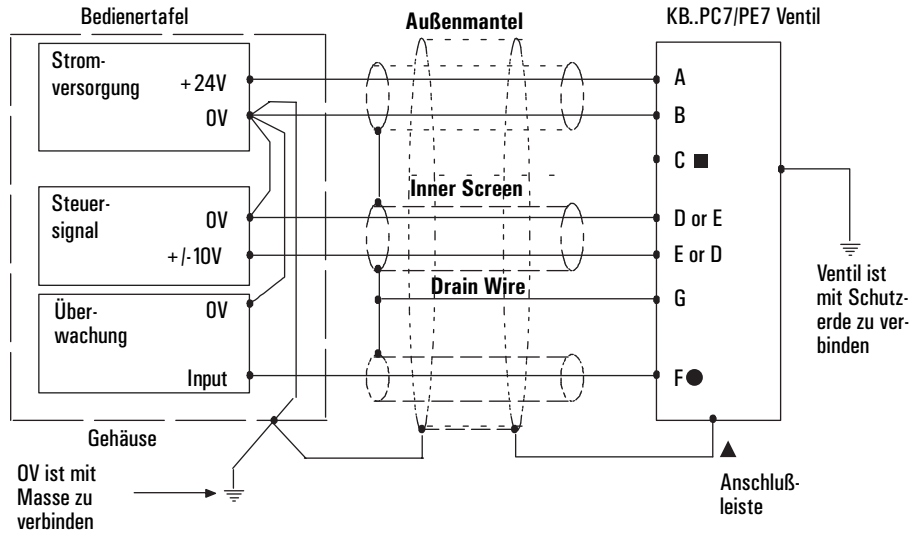 Bedienertafel
Außenmantel
KB..PC7/PE7 Ventil
Strom-
versorgung
+24V
0V
Steuer-
signal
0V
+/-10V
Über-
wachung
0V
Input
Gehäuse
0V ist mit
Masse zu
verbinden
Inner Screen
Drain Wire
A
B
C ■
D or E
E or D
G
F ●
Ventil ist
mit Schutz-
erde zu ver-
binden
▲
Anschluß-
leiste